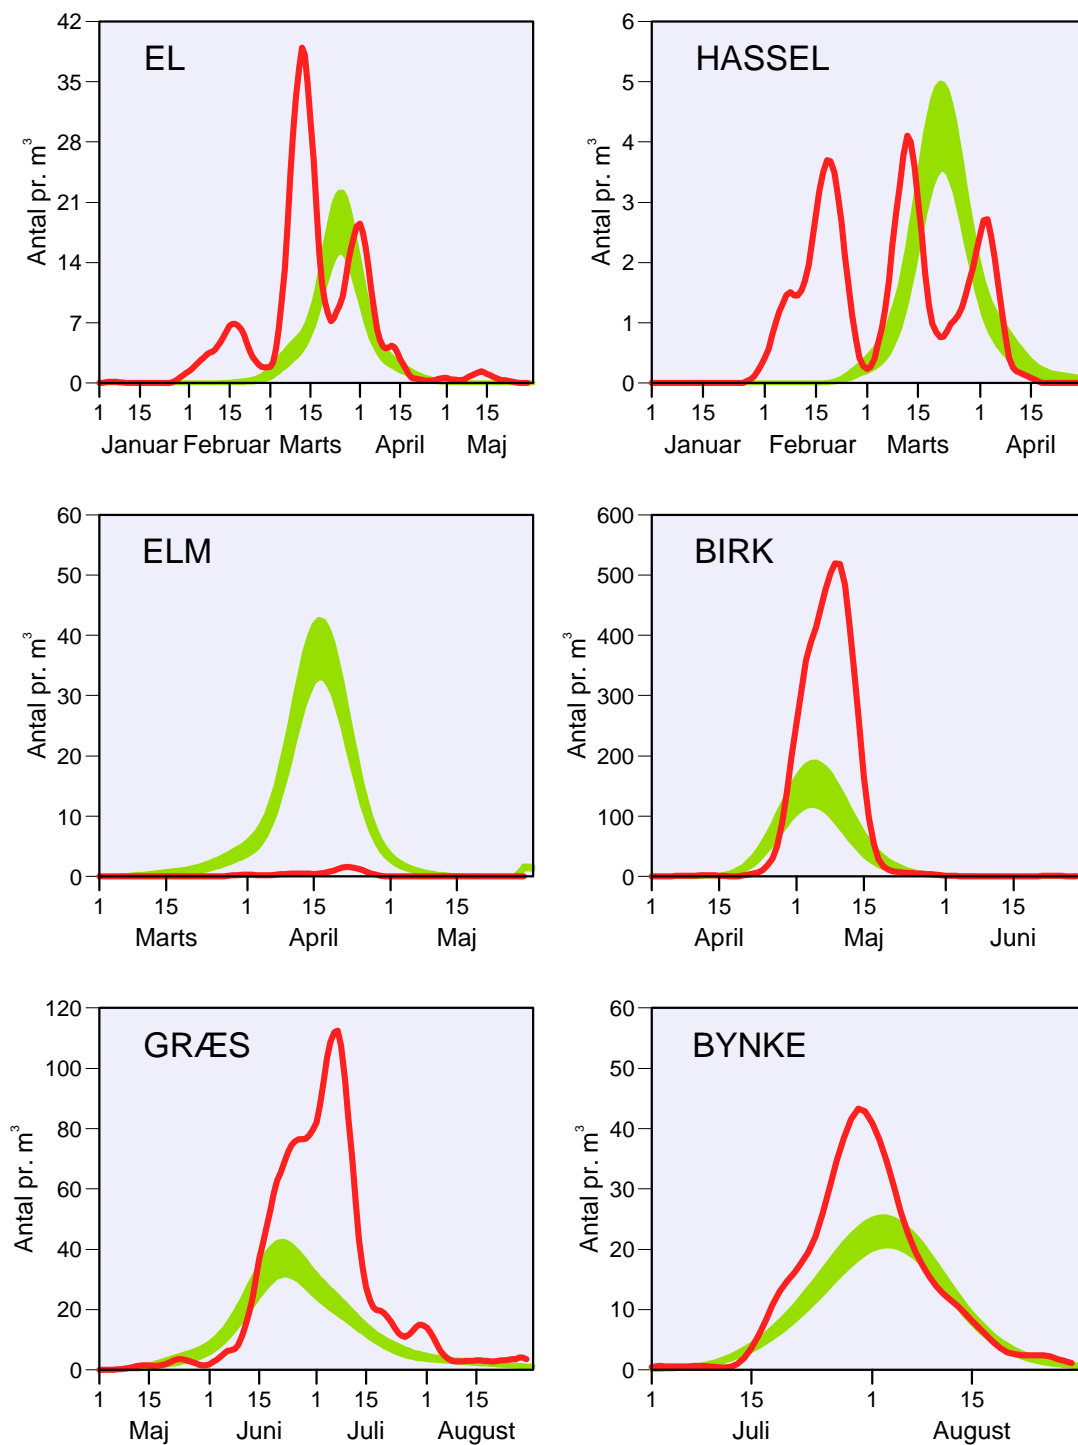 EL
Antal pr. m³
42
35
28
21
14
7
0
1 15 1 15 1 15 1 15 1 15
Januar Februar Marts April Maj
HASSEL
Antal pr. m³
6
5
4
3
2
1
0
1 15 1 15 1 15 1 15
Januar Februar Marts April
ELM
Antal pr. m³
60
50
40
30
20
10
0
1 15 1 15 1 15
Marts April Maj
BIRK
Antal pr. m³
600
500
400
300
200
100
0
1 15 1 15 1 15
April Maj Juni
GRÆS
Antal pr. m³
120
100
80
60
40
20
0
1 15 1 15 1 15 1 15
Maj Juni Juli August
BYNKE
Antal pr. m³
60
50
40
30
20
10
0
1 15 1 15
Juli August